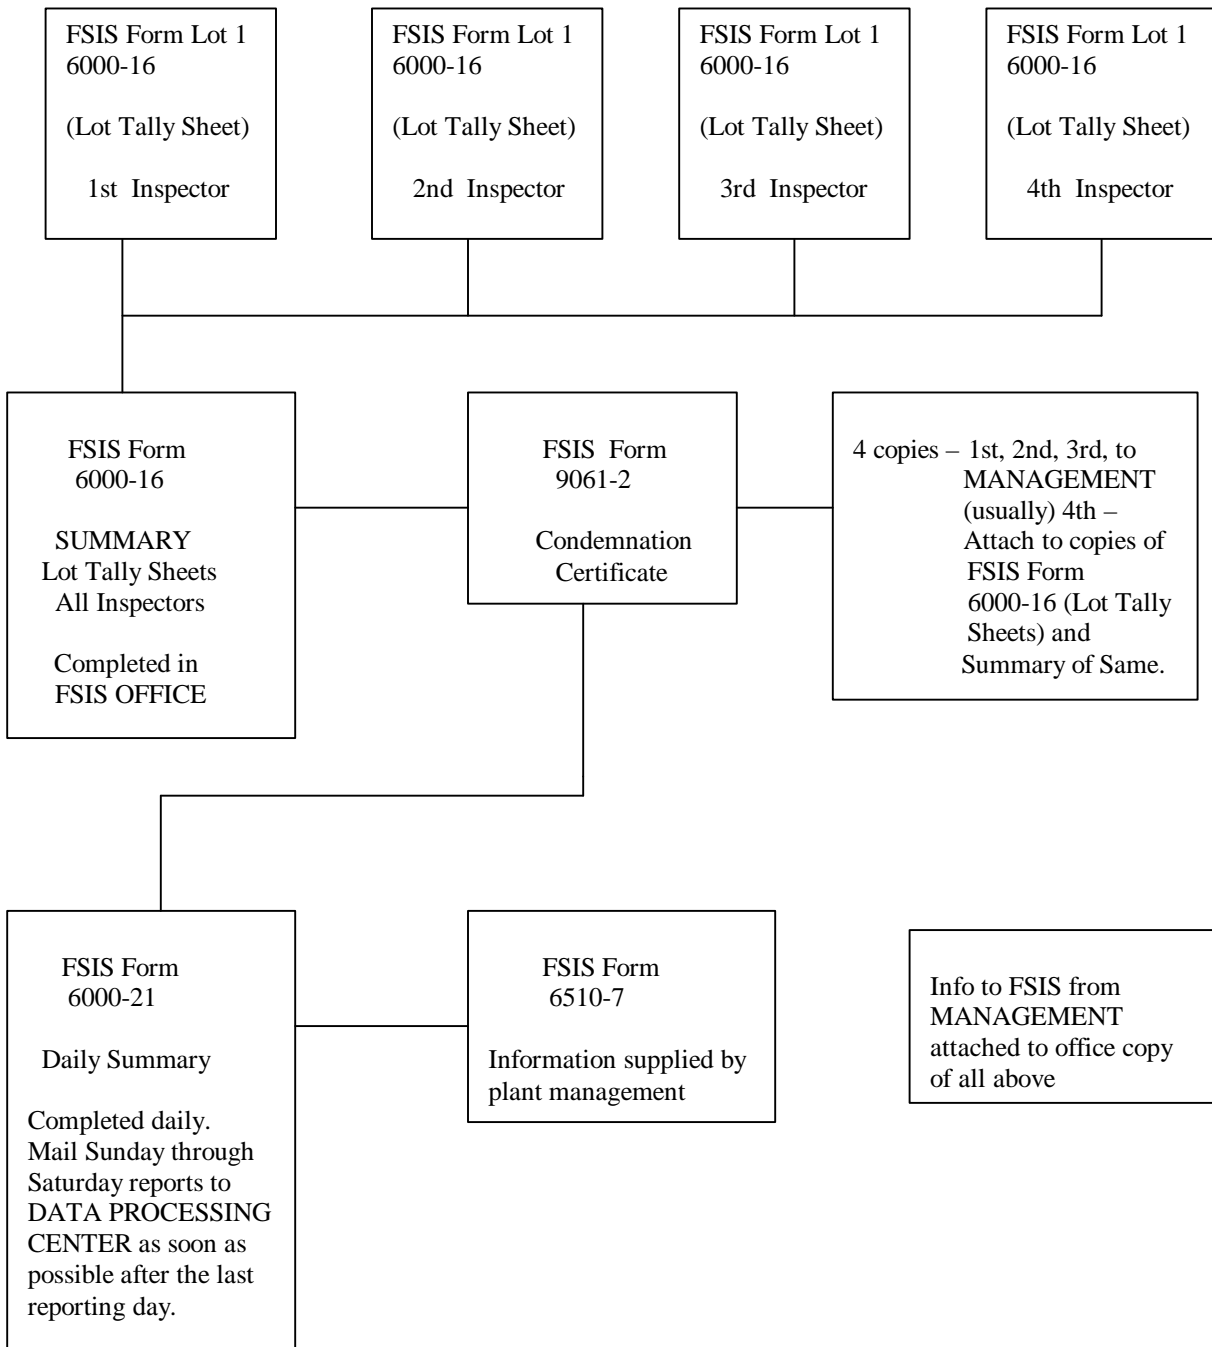 FSIS Form Lot 1
6000-16
(Lot Tally Sheet)
1st Inspector
FSIS Form Lot 1
6000-16
(Lot Tally Sheet)
2nd Inspector
FSIS Form Lot 1
6000-16
(Lot Tally Sheet)
3rd Inspector
FSIS Form Lot 1
6000-16
(Lot Tally Sheet)
4th Inspector
FSIS Form
6000-16
SUMMARY
Lot Tally Sheets
All Inspectors
Completed in
FSIS OFFICE
FSIS Form
9061-2
Condemnation
Certificate
4 copies – 1st, 2nd, 3rd, to
MANAGEMENT
(usually) 4th –
Attach to copies of
FSIS Form
6000-16 (Lot Tally
Sheets) and
Summary of Same.
FSIS Form
6000-21
Daily Summary
Completed daily.
Mail Sunday through
Saturday reports to
DATA PROCESSING
CENTER as soon as
possible after the last
reporting day.
FSIS Form
6510-7
Information supplied by
plant management
Info to FSIS from
MANAGEMENT
attached to office copy
of all above